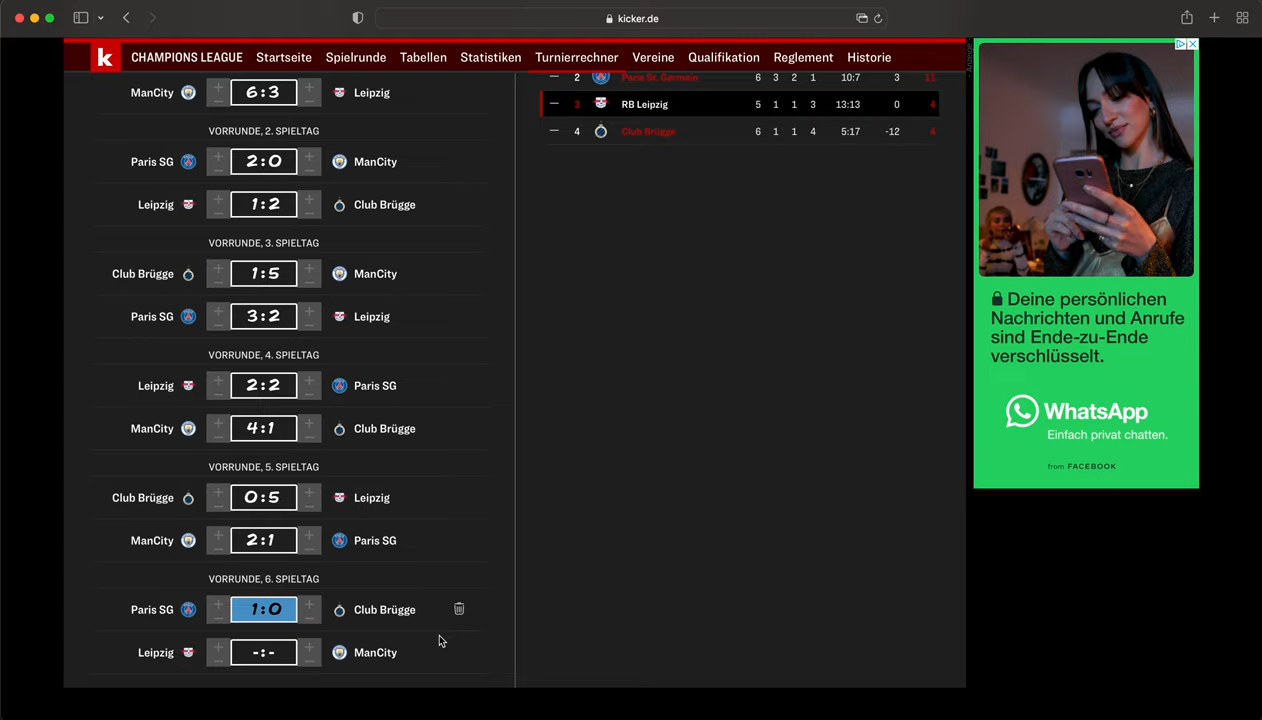 kicker.de
k CHAMPIONS LEAGUE Startseite Spielrunde Tabellen Statistiken Turnierrechner Vereine Qualifikation Reglement Historie
Anzeige
ManCity 6:3 Leipzig
VORRUNDE, 2. SPIELTAG
Paris SG 2:0 ManCity
Leipzig 1:2 Club Brügge
VORRUNDE, 3. SPIELTAG
Club Brügge 1:5 ManCity
Paris SG 3:2 Leipzig
VORRUNDE, 4. SPIELTAG
Leipzig 2:2 Paris SG
ManCity 4:1 Club Brügge
VORRUNDE, 5. SPIELTAG
Club Brügge 0:5 Leipzig
ManCity 2:1 Paris SG
VORRUNDE, 6. SPIELTAG
Paris SG 1:0 Club Brügge
Leipzig -:- ManCity
2 Paris St. Germain 6 3 2 1 10:7 3 11
3 RB Leipzig 5 1 1 3 13:13 0 4
4 Club Brügge 6 1 1 4 5:17 -12 4
Deine persönlichen
Nachrichten und Anrufe
sind Ende-zu-Ende
verschlüsselt.
WhatsApp
Einfach privat chatten.
from FACEBOOK